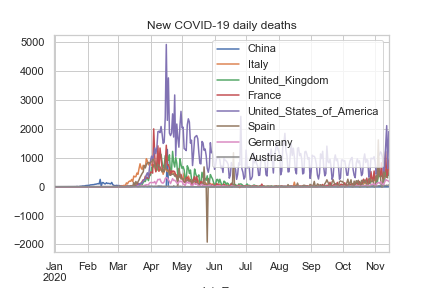 New COVID-19 daily deaths
5000
4000
3000
2000
1000
0
−1000
−2000
China
Italy
United_Kingdom
France
United_States_of_America
Spain
Germany
Austria
Jan Feb Mar Apr May Jun Jul Aug Sep Oct Nov
2020